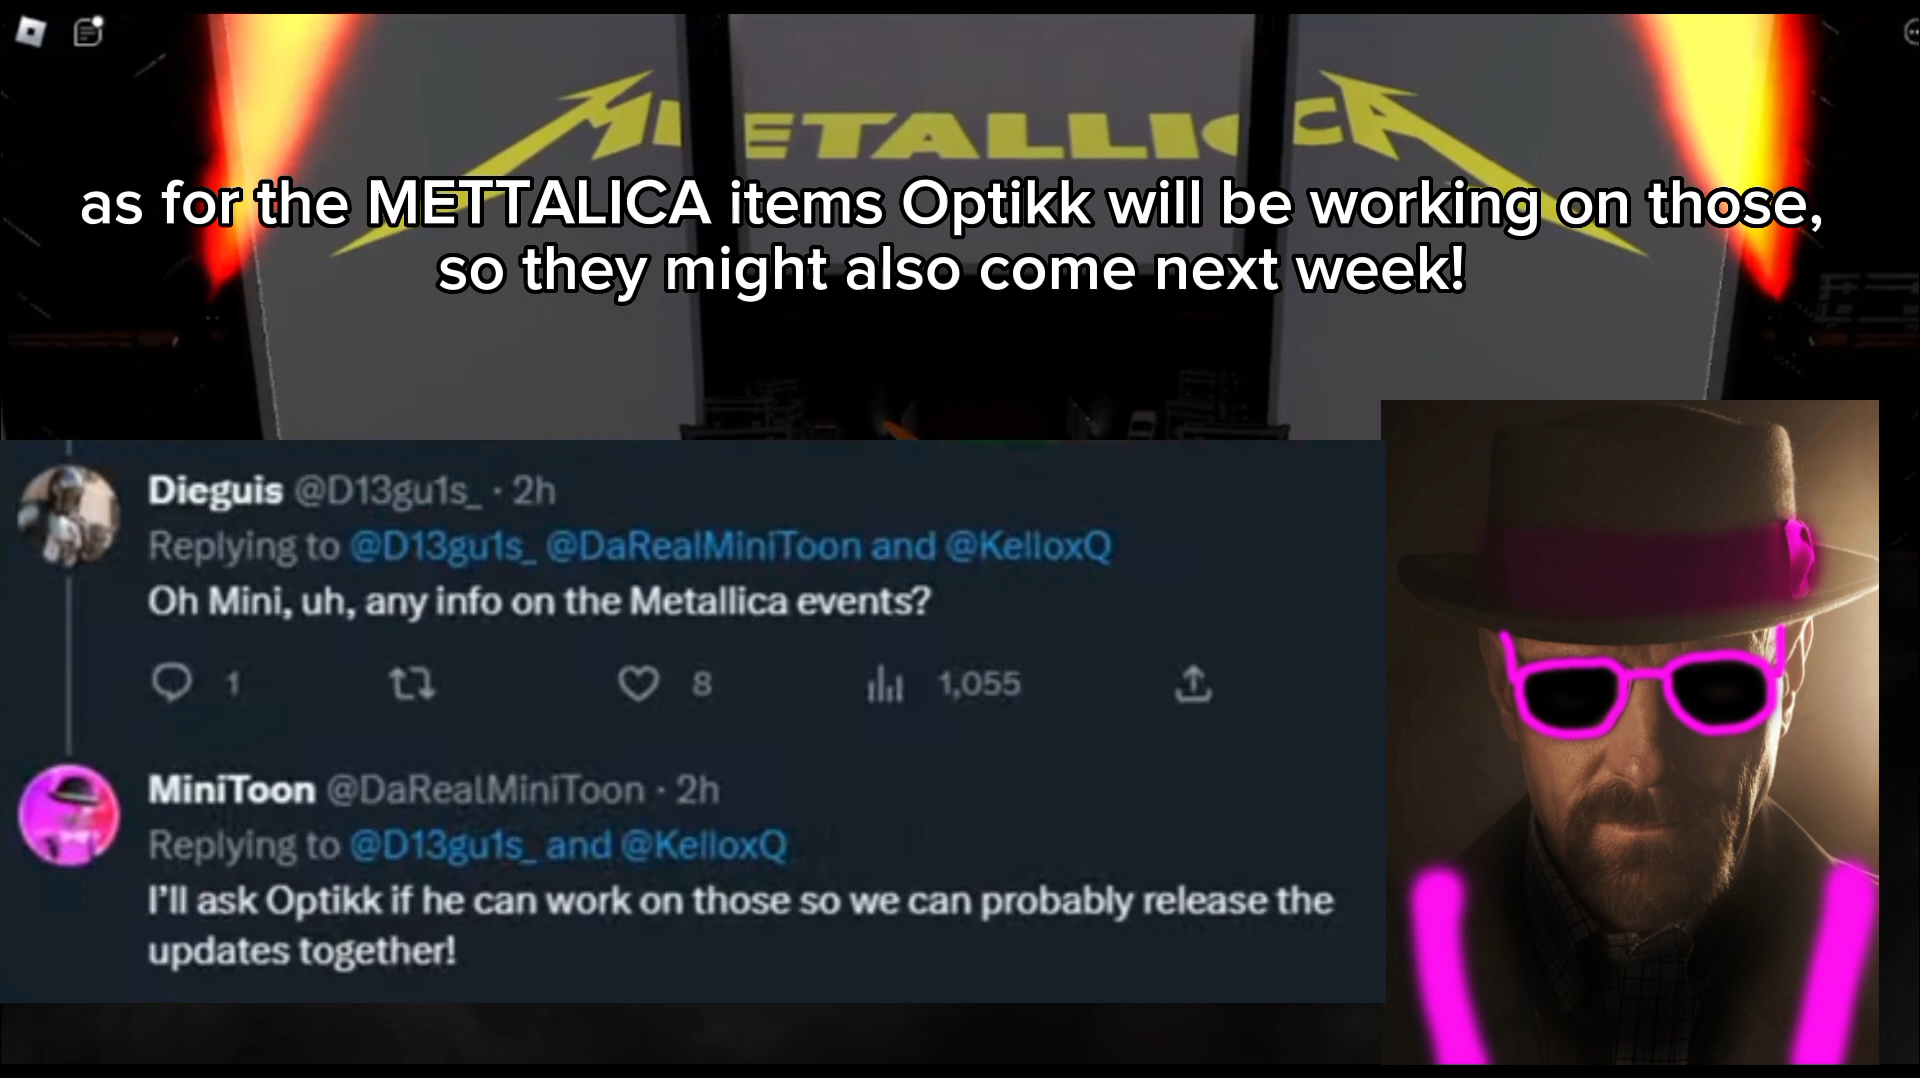 METALLICA
as for the METTALICA items Optikk will be working on those,
so they might also come next week!
Dieguis @D13gu1s_ · 2h
Replying to @D13gu1s_ @DaRealMiniToon and @KelloxQ
Oh Mini, uh, any info on the Metallica events?
1 8 1,055
MiniToon @DaRealMiniToon · 2h
Replying to @D13gu1s_ and @KelloxQ
I'll ask Optikk if he can work on those so we can probably release the
updates together!